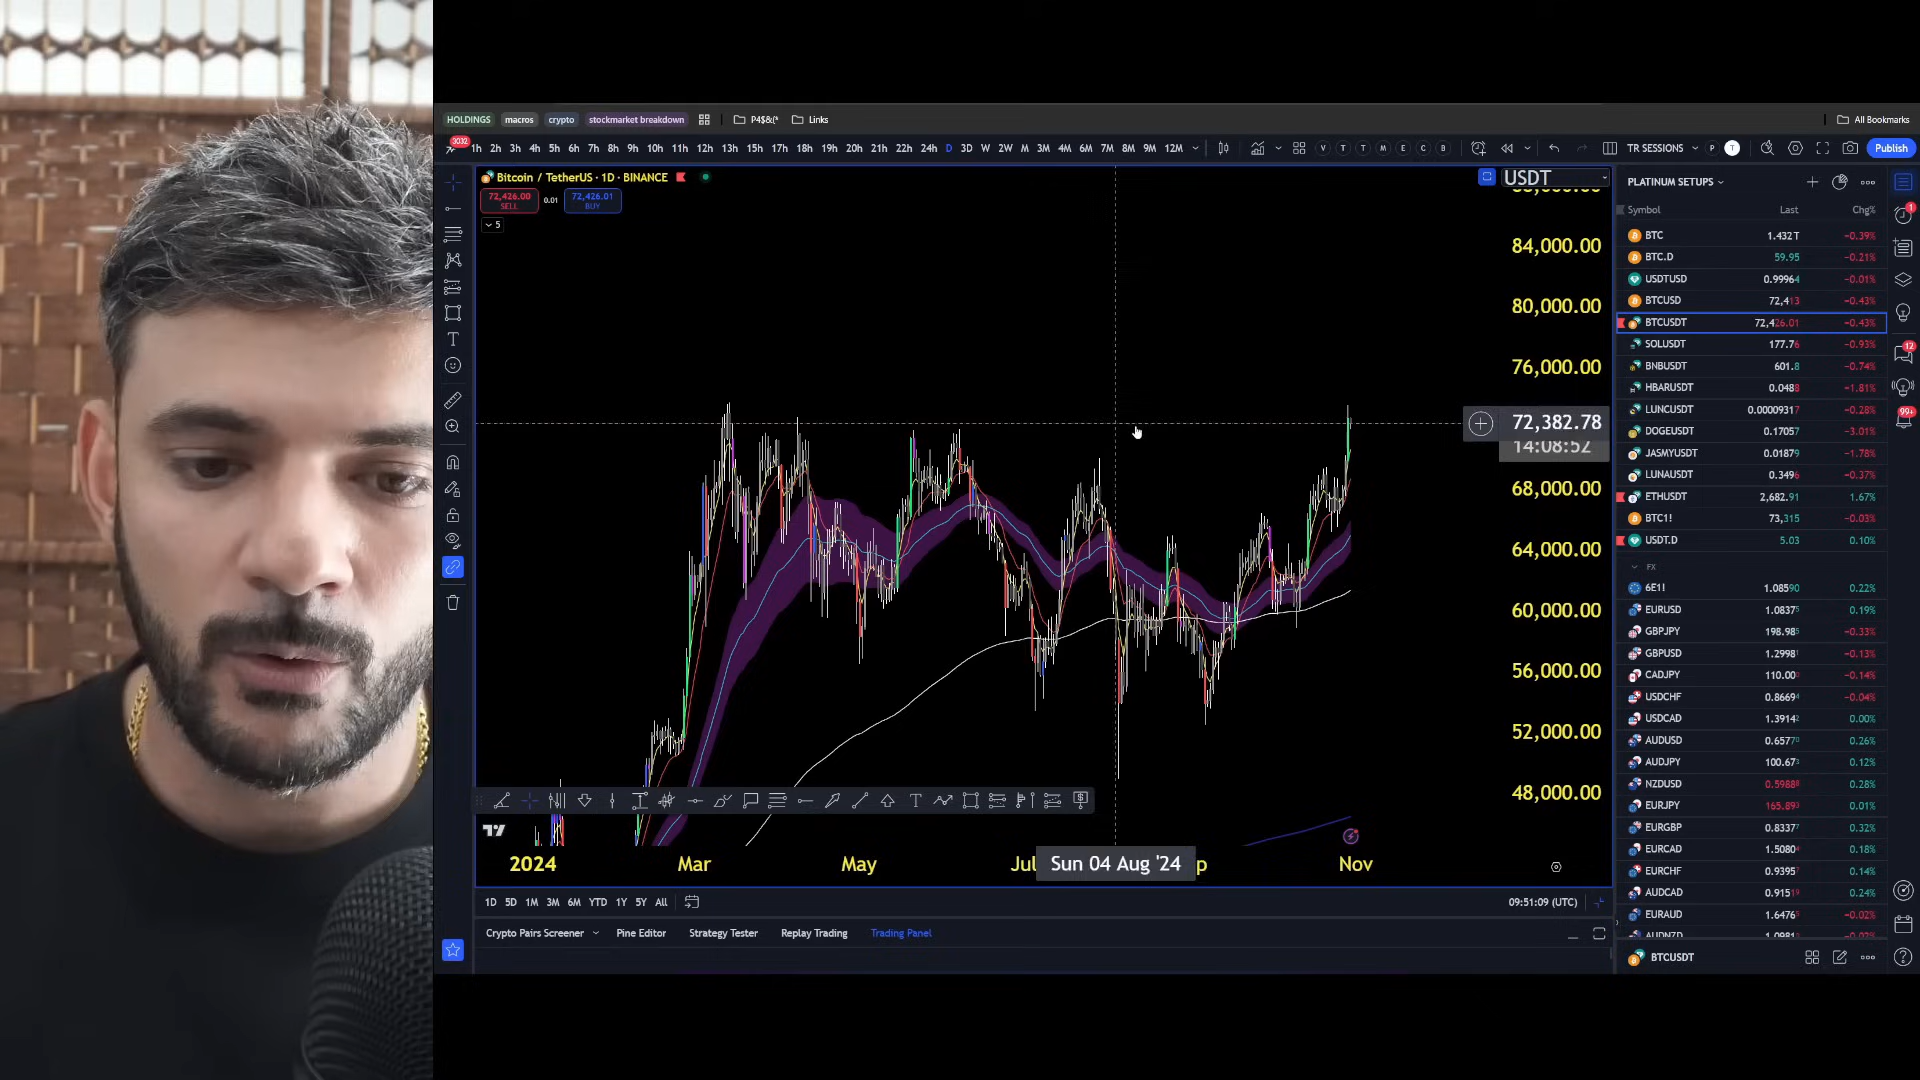 HOLDINGS macros crypto stockmarket breakdown P4$&(* Links All Bookmarks
3032 1h 2h 3h 4h 5h 6h 7h 8h 9h 10h 11h 12h 13h 15h 17h 18h 19h 20h 21h 22h 24h D 3D W 2W M 3M 4M 6M 7M 8M 9M 12M V T T M E C B TR SESSIONS P T Publish
Bitcoin / TetherUS · 1D · BINANCE USDT
72,426.00 SELL 0.01 72,426.01 BUY
5
84,000.00
80,000.00
76,000.00
72,382.78
14:08:52
68,000.00
64,000.00
60,000.00
56,000.00
52,000.00
48,000.00
2024 Mar May Jul Sun 04 Aug '24 Nov
1D 5D 1M 3M 6M YTD 1Y 5Y All 09:51:09 (UTC)
Crypto Pairs Screener Pine Editor Strategy Tester Replay Trading Trading Panel
PLATINUM SETUPS
Symbol Last Chg%
BTC 1.432T −0.39%
BTC.D 59.95 −0.21%
USDTUSD 0.99964 −0.01%
BTCUSD 72,413 −0.43%
BTCUSDT 72,426.01 −0.43%
SOLUSDT 177.76 −0.93%
BNBUSDT 601.8 −0.74%
HBARUSDT 0.0488 −1.81%
LUNCUSDT 0.00009317 −0.28%
DOGEUSDT 0.17057 −3.01%
JASMYUSDT 0.01879 −1.78%
LUNAUSDT 0.3496 −0.37%
ETHUSDT 2,682.91 1.67%
BTC1! 73,315 −0.03%
USDT.D 5.03 0.10%
FX
6E1! 1.08590 0.22%
EURUSD 1.0837⁵ 0.19%
GBPJPY 198.98⁵ −0.33%
GBPUSD 1.2998¹ −0.13%
CADJPY 110.00⁰ −0.14%
USDCHF 0.8669⁴ −0.04%
USDCAD 1.3914² 0.00%
AUDUSD 0.6577⁰ 0.26%
AUDJPY 100.67³ 0.12%
NZDUSD 0.5988⁸ 0.28%
EURJPY 165.89³ 0.01%
EURGBP 0.8337⁷ 0.32%
EURCAD 1.5080⁴ 0.18%
EURCHF 0.9395⁷ 0.14%
AUDCAD 0.9151⁹ 0.24%
EURAUD 1.6476⁵ −0.02%
AUDNZD
BTCUSDT
1
12
99+